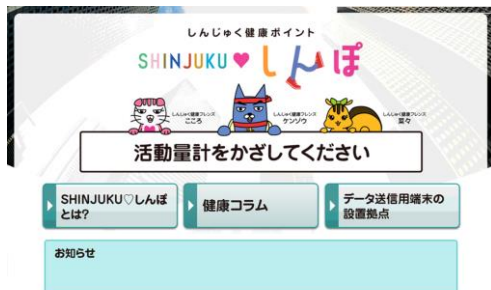 しんじゅく健康ポイント
SHINJUKU♥しんぽ
しんじゅく健康フレンズ
こころ
しんじゅく健康フレンズ
ケンゾウ
しんじゅく健康フレンズ
菜々
活動量計をかざしてください
SHINJUKU♡しんぽ
とは?
健康コラム
データ送信用端末の
設置拠点
お知らせ